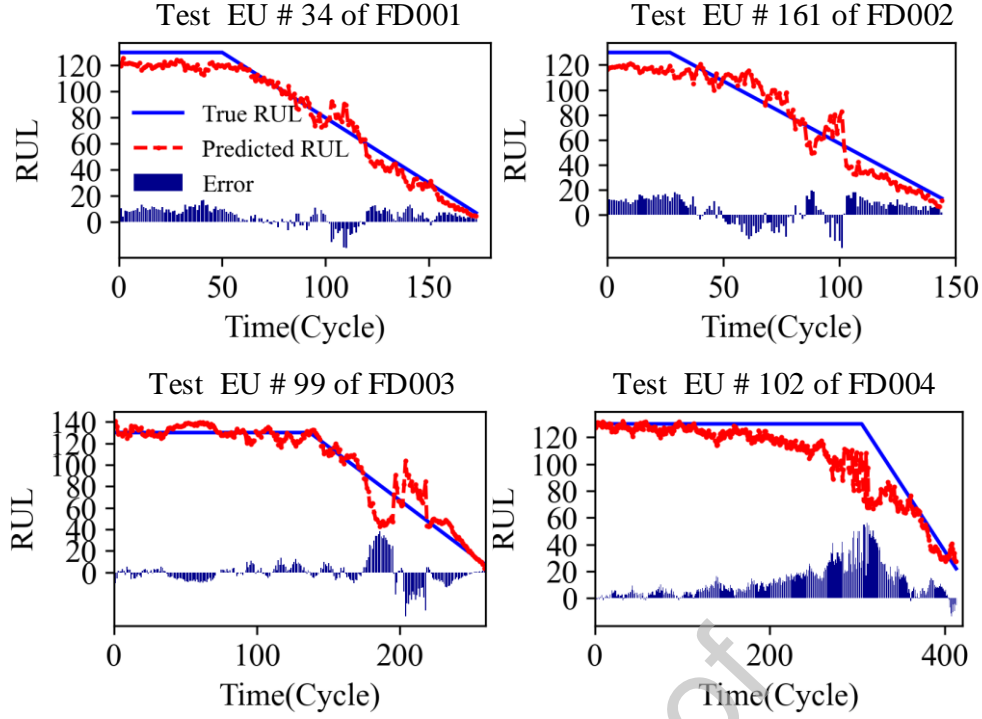 Test EU # 34 of FD001
120
100
80
60
40
20
0
RUL
True RUL
Predicted RUL
Error
0 50 100 150
Time(Cycle)
Test EU # 161 of FD002
120
100
80
60
40
20
0
RUL
0 50 100 150
Time(Cycle)
Test EU # 99 of FD003
140
120
100
80
60
40
20
0
RUL
0 100 200
Time(Cycle)
Test EU # 102 of FD004
120
100
80
60
40
20
0
RUL
0 200 400
Time(Cycle)
of